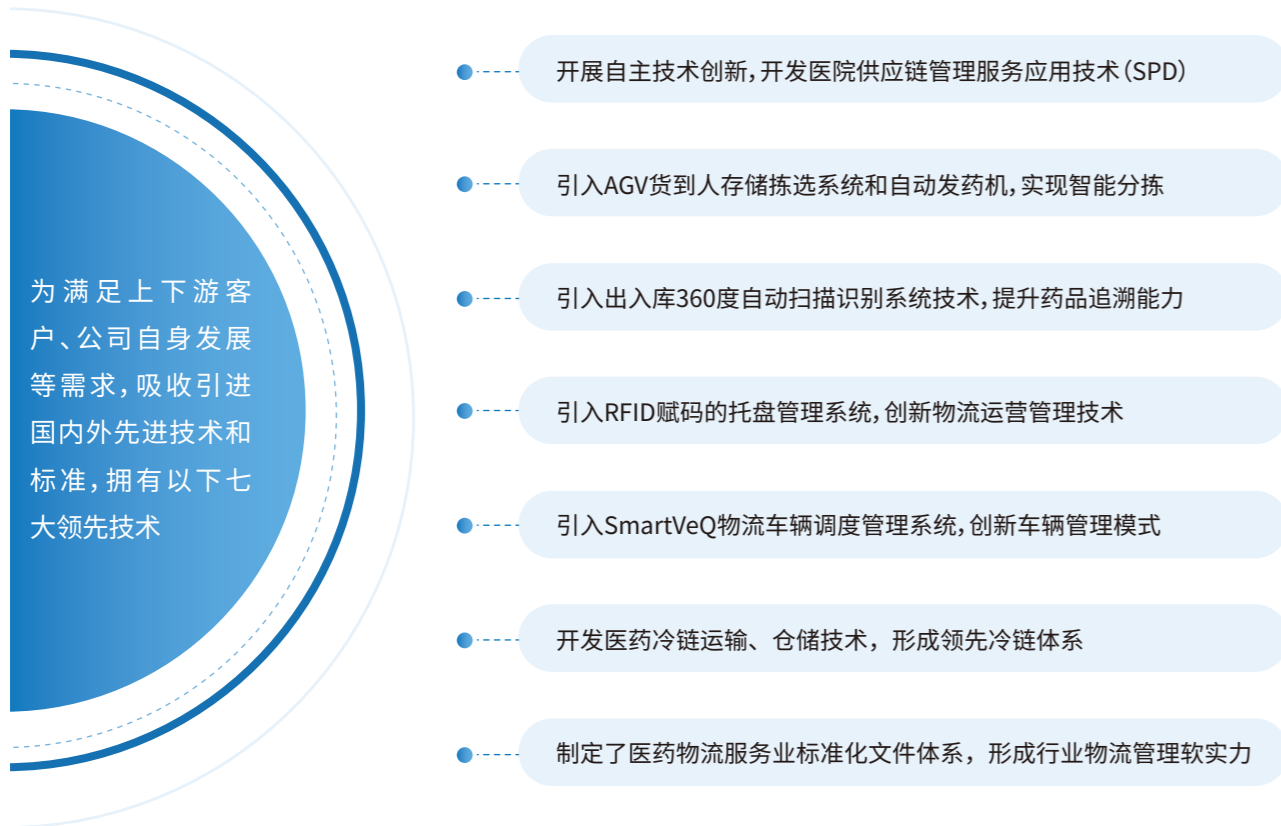 为满足上下游客
户、公司自身发展
等需求，吸收引进
国内外先进技术和
标准，拥有以下七
大领先技术
开展自主技术创新，开发医院供应链管理服务应用技术（SPD）
引入AGV货到人存储拣选系统和自动发药机，实现智能分拣
引入出入库360度自动扫描识别系统技术，提升药品追溯能力
引入RFID赋码的托盘管理系统，创新物流运营管理技术
引入SmartVeQ物流车辆调度管理系统，创新车辆管理模式
开发医药冷链运输、仓储技术，形成领先冷链体系
制定了医药物流服务业标准化文件体系，形成行业物流管理软实力